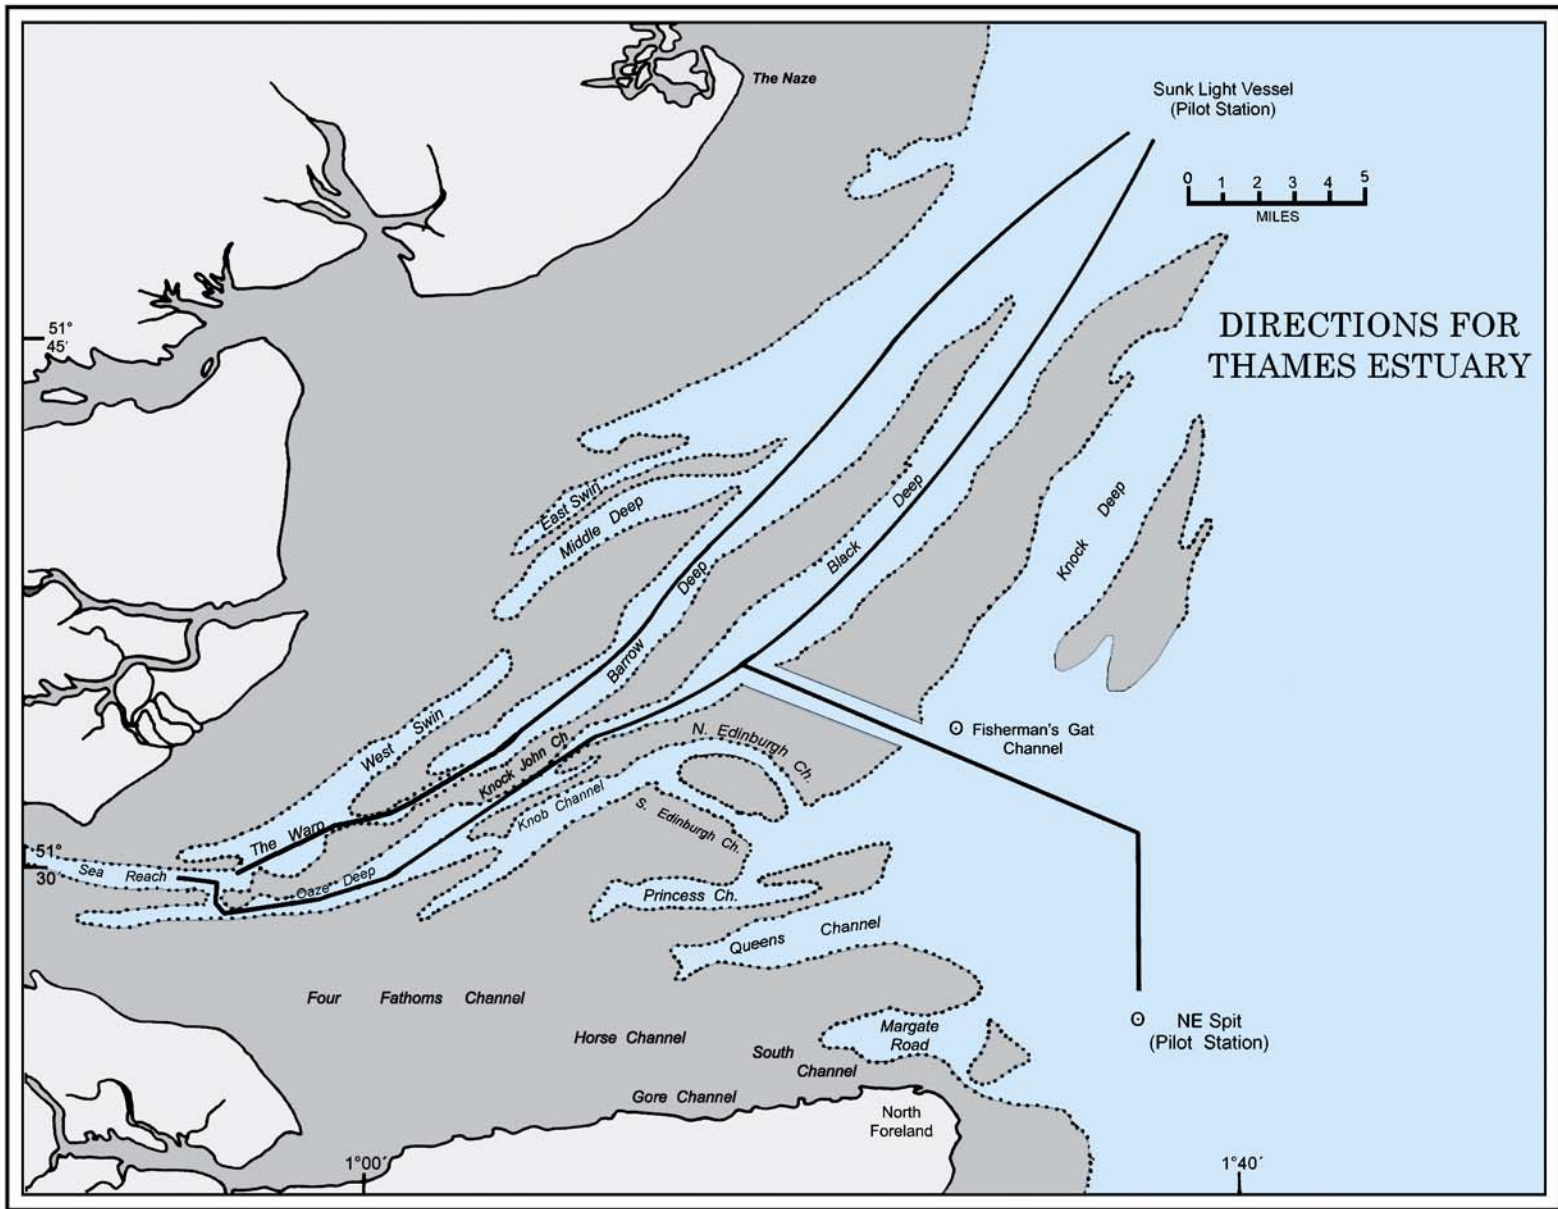 The Naze
Sunk Light Vessel
(Pilot Station)
0 1 2 3 4 5
MILES
DIRECTIONS FOR
THAMES ESTUARY
51°
45′
East Swin
Middle Deep
Black Deep
Knock Deep
Barrow Deep
West Swin
Fisherman's Gat
Channel
N. Edinburgh Ch.
Knock John Ch.
Knob Channel
S. Edinburgh Ch.
The Warp
51°
30
Sea Reach
Oaze Deep
Princess Ch.
Queens Channel
Four Fathoms Channel
Horse Channel
South
Channel
Margate
Road
NE Spit
(Pilot Station)
Gore Channel
North
Foreland
1°00′
1°40′